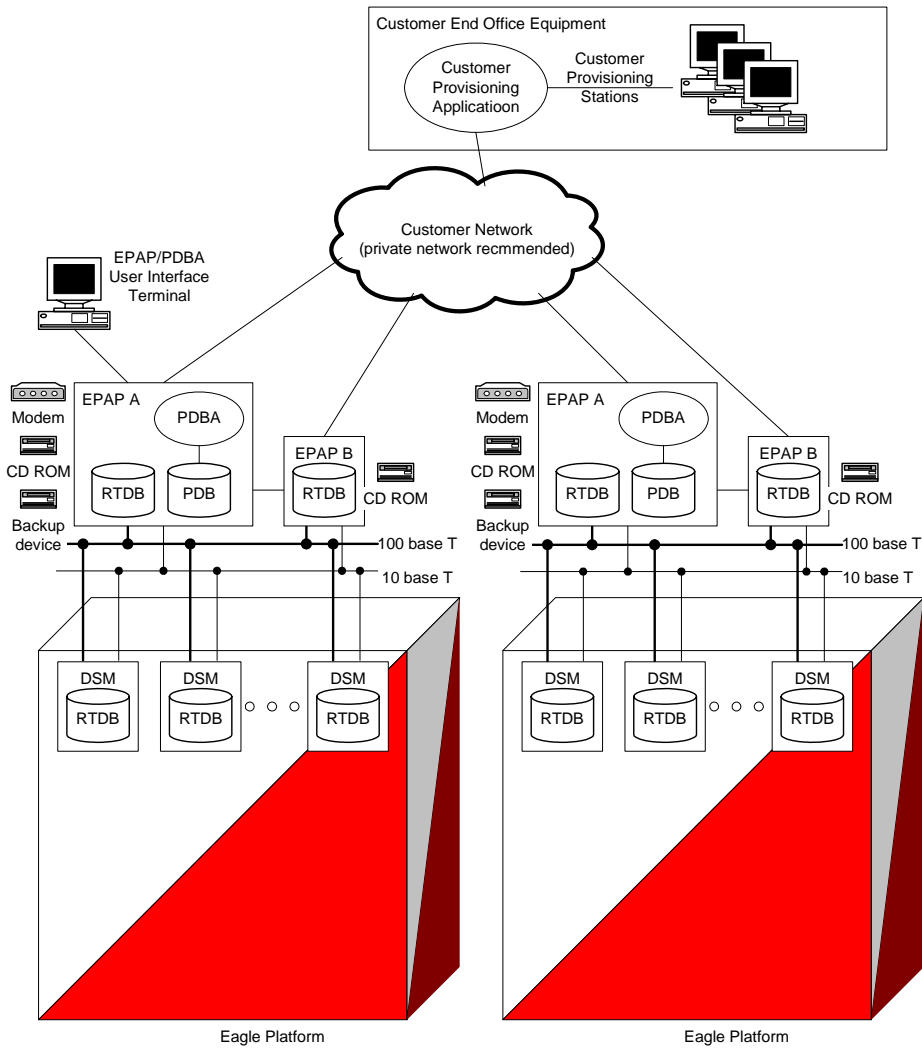 Customer End Office Equipment
Customer
Provisioning
Applicatioon
Customer
Provisioning
Stations
Customer Network
(private network recmmended)
EPAP/PDBA
User Interface
Terminal
Modem
CD ROM
Backup
device
EPAP A
PDBA
RTDB
PDB
EPAP B
RTDB
CD ROM
100 base T
10 base T
Modem
CD ROM
Backup
device
EPAP A
PDBA
RTDB
PDB
EPAP B
RTDB
CD ROM
100 base T
10 base T
DSM
RTDB
DSM
RTDB
DSM
RTDB
DSM
RTDB
DSM
RTDB
DSM
RTDB
Eagle Platform
Eagle Platform